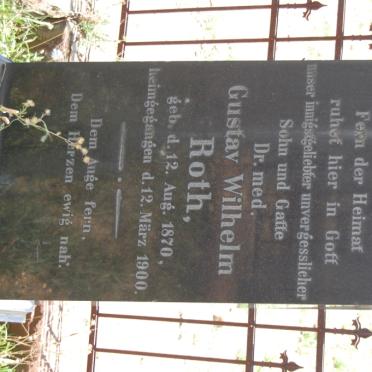 Fern der Heimat
ruhet hier in Gott
unser innigstgeliebter unvergesslicher
Sohn und Gatte
Dr. med.
Gustav Wilhelm
Roth,
geb. d. 12. Aug. 1870,
heimgegangen d. 12. März 1900.
Dem Auge fern,
Dem Herzen ewig nah.